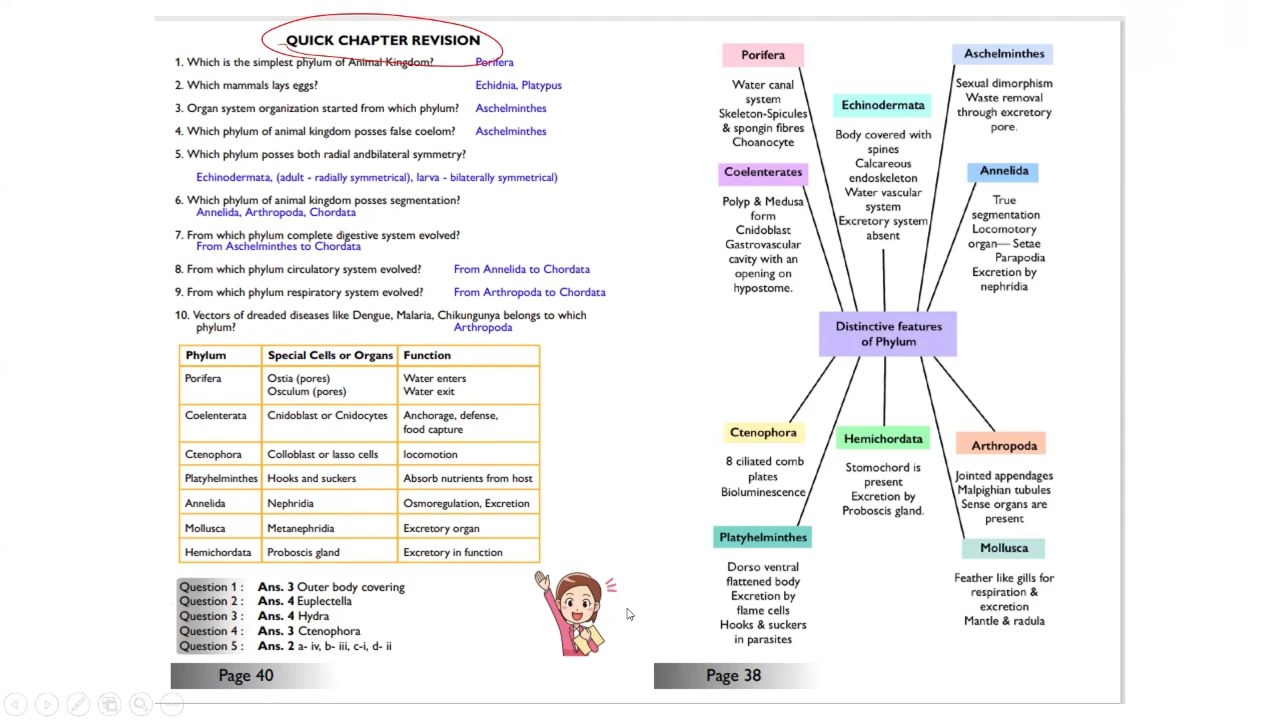 QUICK CHAPTER REVISION
1. Which is the simplest phylum of Animal Kingdom? Porifera
2. Which mammals lays eggs? Echidnia, Platypus
3. Organ system organization started from which phylum? Aschelminthes
4. Which phylum of animal kingdom posses false coelom? Aschelminthes
5. Which phylum posses both radial andbilateral symmetry?
Echinodermata, (adult - radially symmetrical), larva - bilaterally symmetrical)
6. Which phylum of animal kingdom posses segmentation?
Annelida, Arthropoda, Chordata
7. From which phylum complete digestive system evolved?
From Aschelminthes to Chordata
8. From which phylum circulatory system evolved? From Annelida to Chordata
9. From which phylum respiratory system evolved? From Arthropoda to Chordata
10. Vectors of dreaded diseases like Dengue, Malaria, Chikungunya belongs to which
phylum? Arthropoda
Phylum Special Cells or Organs Function
Porifera Ostia (pores) Water enters
Osculum (pores) Water exit
Coelenterata Cnidoblast or Cnidocytes Anchorage, defense,
food capture
Ctenophora Colloblast or lasso cells locomotion
Platyhelminthes Hooks and suckers Absorb nutrients from host
Annelida Nephridia Osmoregulation, Excretion
Mollusca Metanephridia Excretory organ
Hemichordata Proboscis gland Excretory in function
Question 1 : Ans. 3 Outer body covering
Question 2 : Ans. 4 Euplectella
Question 3 : Ans. 4 Hydra
Question 4 : Ans. 3 Ctenophora
Question 5 : Ans. 2 a- iv, b- iii, c-i, d- ii
Page 40
Porifera
Water canal
system
Skeleton-Spicules
& spongin fibres
Choanocyte
Coelenterates
Polyp & Medusa
form
Cnidoblast
Gastrovascular
cavity with an
opening on
hypostome.
Echinodermata
Body covered with
spines
Calcareous
endoskeleton
Water vascular
system
Excretory system
absent
Aschelminthes
Sexual dimorphism
Waste removal
through excretory
pore.
Annelida
True
segmentation
Locomotory
organ— Setae
Parapodia
Excretion by
nephridia
Distinctive features
of Phylum
Ctenophora
8 ciliated comb
plates
Bioluminescence
Platyhelminthes
Dorso ventral
flattened body
Excretion by
flame cells
Hooks & suckers
in parasites
Hemichordata
Stomochord is
present
Excretion by
Proboscis gland.
Arthropoda
Jointed appendages
Malpighian tubules
Sense organs are
present
Mollusca
Feather like gills for
respiration &
excretion
Mantle & radula
Page 38